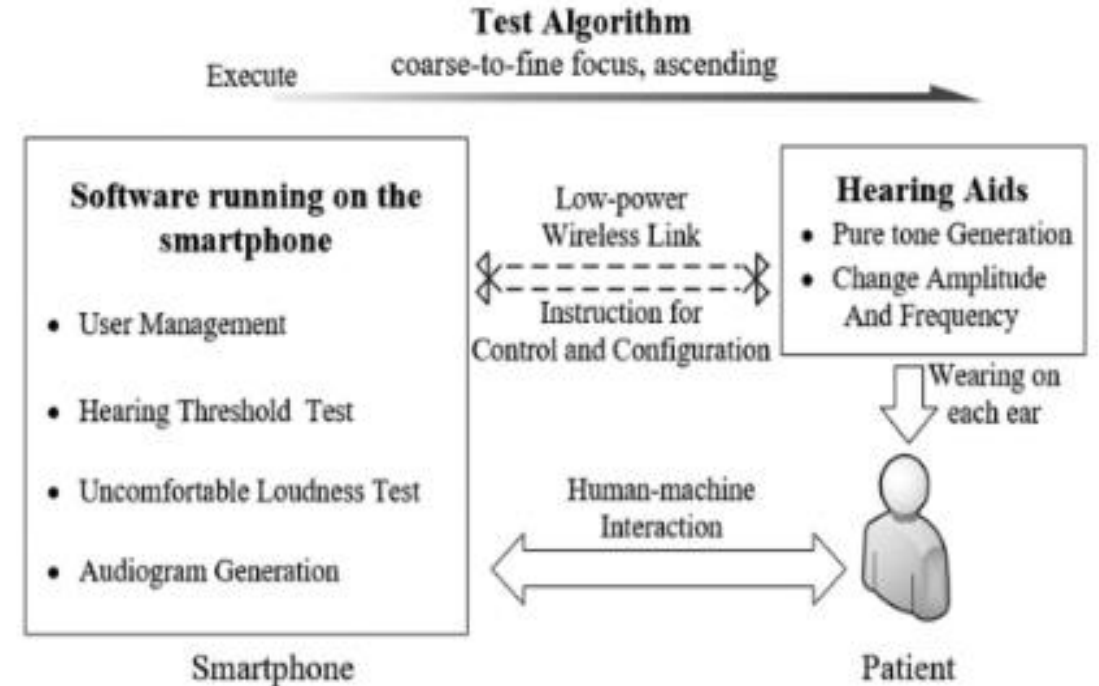 Test Algorithm
Execute
coarse-to-fine focus, ascending
Software running on the
smartphone
• User Management
• Hearing Threshold Test
• Uncomfortable Loudness Test
• Audiogram Generation
Smartphone
Low-power
Wireless Link
Instruction for
Control and Configuration
Hearing Aids
• Pure tone Generation
• Change Amplitude
And Frequency
Wearing on
each ear
Human-machine
Interaction
Patient